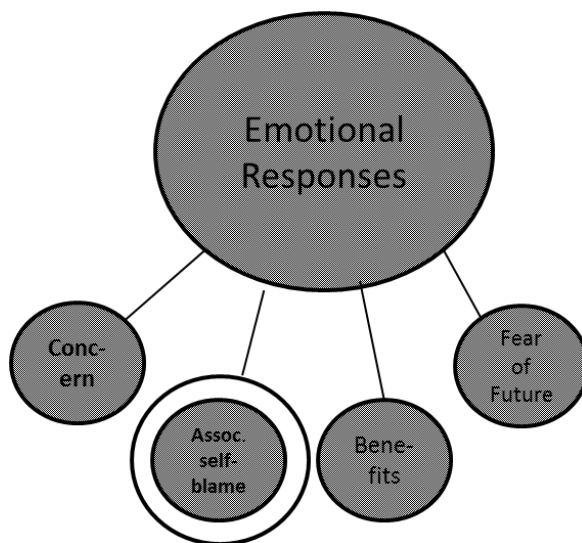 Emotional
Responses
Conc-
ern
Assoc.
self-
blame
Bene-
fits
Fear
of
Future